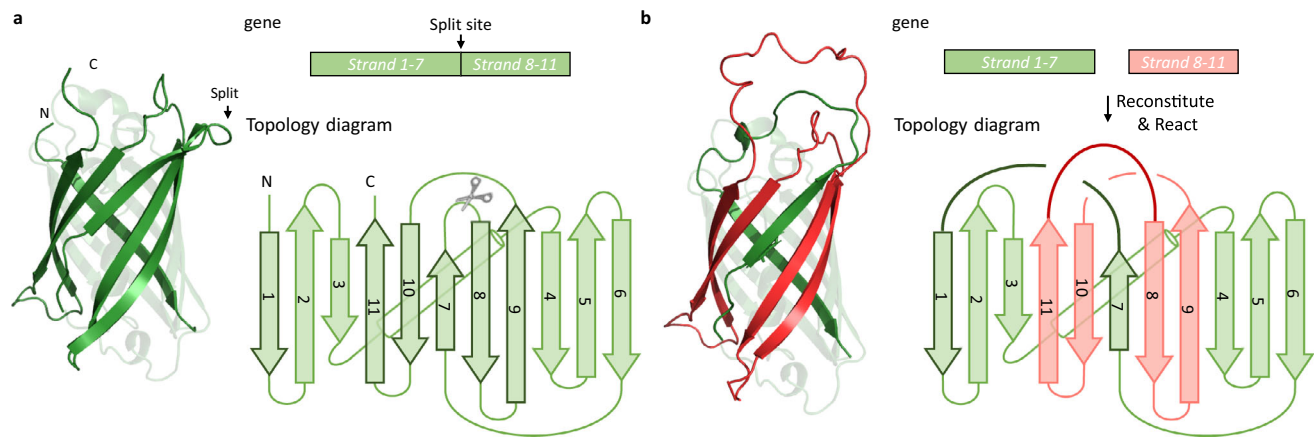 a
gene
Split site
Strand 1-7
Strand 8-11
C
N
Split
Topology diagram
N
C
1
2
3
11
10
7
8
9
4
5
6
b
gene
Strand 1-7
Strand 8-11
Reconstitute
& React
Topology diagram
1
2
3
11
10
7
8
9
4
5
6